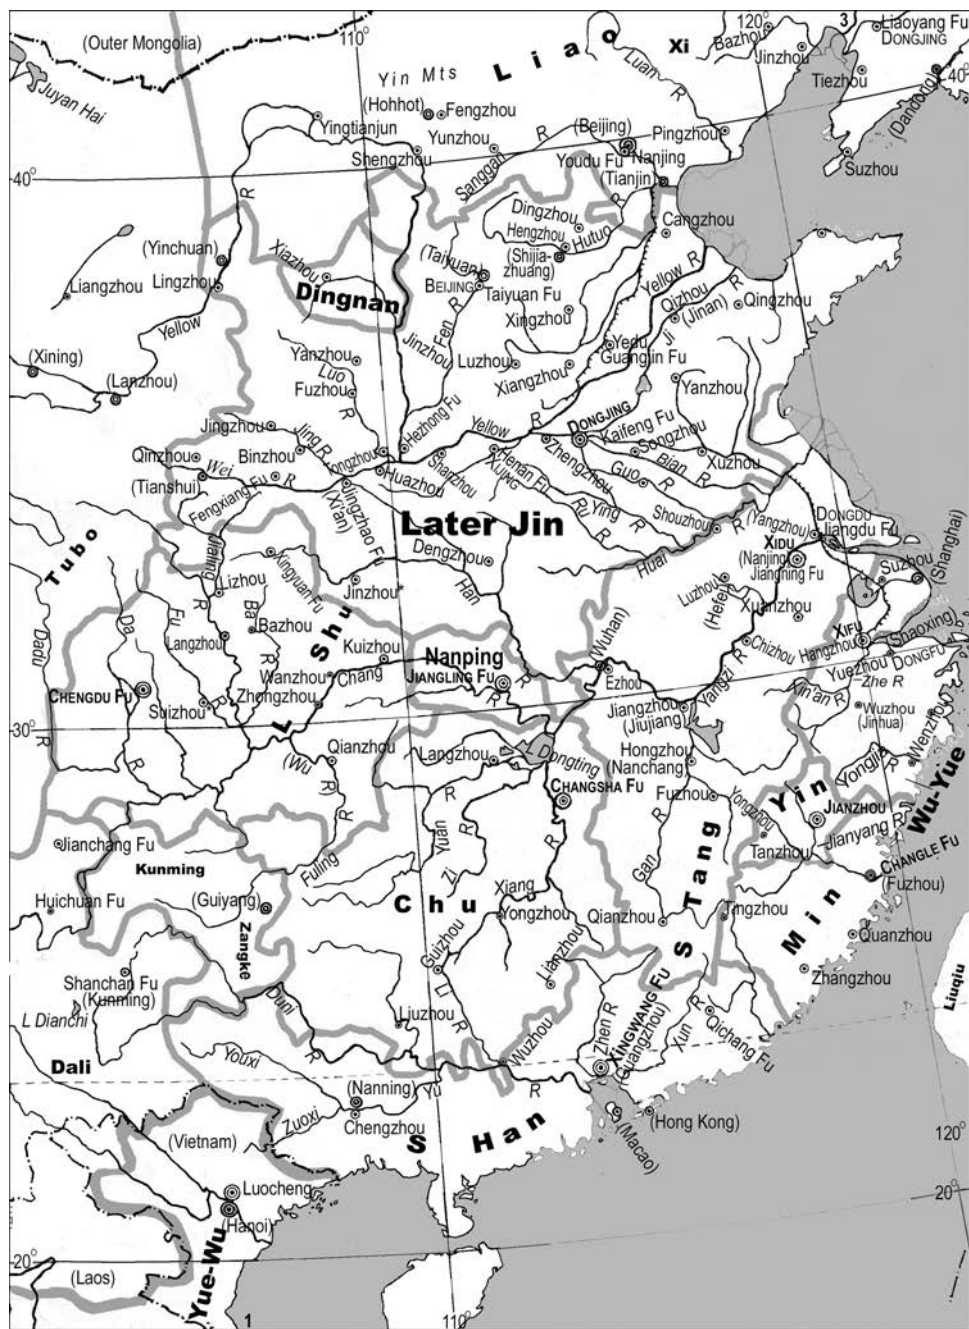 (Outer Mongolia)
Juyan Hai
110°
Yin Mts
Liao
Xi
120°
3
Bazhou
Jinzhou
Liaoyang Fu
DONGJING
Tiezhou
40°
(Dandong)
Suzhou
Luan
R
(Hohhot)
Fengzhou
Yingtianjun
Yunzhou
Shengzhou
Sanggan
R
(Beijing)
Pingzhou
Youdu Fu
Nanjing
(Tianjin)
R
40°
R
Dingzhou
Hengzhou
Hutuo
(Shijia-
zhuang)
Cangzhou
(Yinchuan)
Lingzhou
Xiazhou
Dingnan
(Taiyuan)
BEIJING
Taiyuan Fu
Xingzhou
Yellow R
Qizhou
(Jinan)
Ji
R
Qingzhou
Liangzhou
Yellow
R
(Xining)
(Lanzhou)
Fen
R
Jinzhou
Luzhou
Xiangzhou
Yedu
Guangjin Fu
Yanzhou
Yanzhou
Luo
Fuzhou
R
Jingzhou
Jing R
Binzhou
Qinzhou
Wei
(Tianshui)
Fengxiang Fu
R
Tongzhou
Hezhong Fu
Huazhou
Shanzhou
Yellow
R
DONGJING
Kaifeng Fu
Songzhou
XIJING
Henan Fu
Zhengzhou
Guo
R
Bian
R
Xuzhou
Jingzhao Fu
(Xi'an)
Later Jin
Ru
R
Ying
R
Shouzhou
Huai
R
(Yangzhou)
DONGDU
Jiangdu Fu
XIDU
(Nanjing)
Jiangning Fu
Suzhou
(Shanghai)
Tubo
Jialing
R
Xingyuan Fu
Lizhou
Dengzhou
Jinzhou
Han
R
Luzhou
(Hefei)
Xuanzhou
Dadu
R
Da
R
Fu
R
Langzhou
Ba
R
Bazhou
L Shu
Kuizhou
Wanzhou
Chang
Zhongzhou
CHENGDU FU
Suizhou
Nanping
JIANGLING FU
R
(Wuhan)
Ezhou
Chizhou
Yangzi R
XIFU
(Hangzhou)
(Shaoxing)
Yuezhou
DONGFU
Zhe R
Xin'an
R
Wuzhou
(Jinhua)
Wenzhou
30°
Qianzhou
(Wu
R
R
Fuling
Langzhou
L Dongting
Jiangzhou
(Jiujiang)
Hongzhou
(Nanchang)
CHANGSHA FU
Fuzhou
Yongjia
R
Wu-Yue
Yin
Yongzhou
JIANZHOU
Jianyang R
Tanzhou
CHANGLE FU
(Fuzhou)
Jianchang Fu
Kunming
Huichuan Fu
(Guiyang)
Zangke
R
Yuan
R
Zi
Chu
Xiang
Yongzhou
Guizhou
Lianzhou
Gan
R
Qianzhou
S Tang
Tingzhou
Min
Quanzhou
Zhangzhou
Shanchan Fu
(Kunming)
L Dianchi
Duni
R
Liuzhou
Li
R
Wuzhou
Zhen R
XINGWANG FU
(Guangzhou)
Xun
R
Qichang Fu
Liuqiu
Dali
Youxi
(Nanning)
Yu
R
Zuoxi
Chengzhou
(Vietnam)
S Han
(Macao)
(Hong Kong)
120°
Luocheng
(Hanoi)
20°
20°
(Laos)
Yue-Wu
1
110°